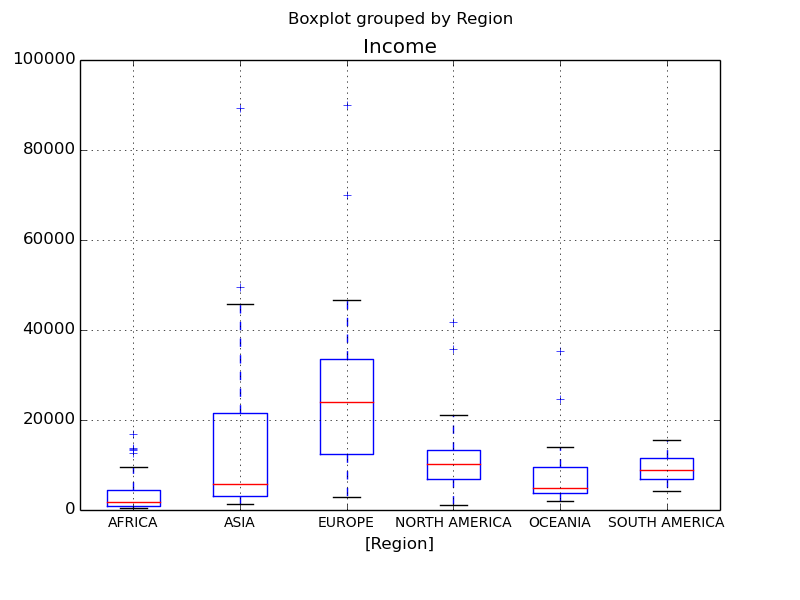 Boxplot grouped by Region
Income
100000
80000
60000
40000
20000
0
AFRICA ASIA EUROPE NORTH AMERICA OCEANIA SOUTH AMERICA
[Region]